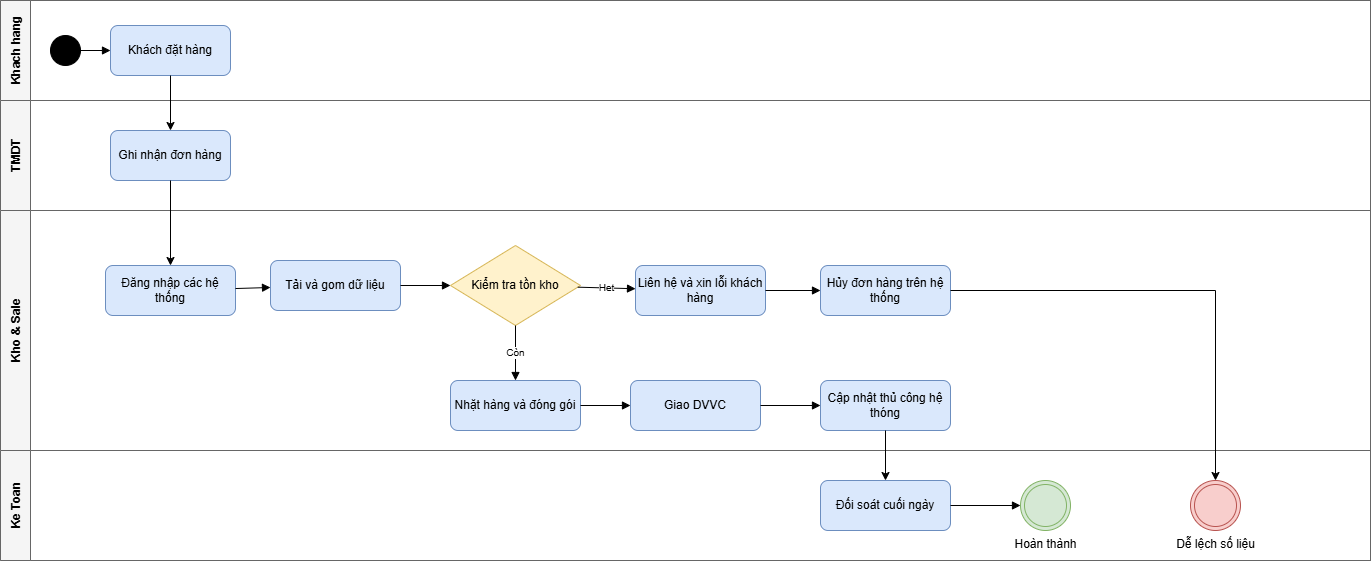 Khach hang
Khách đặt hàng
TMDT
Ghi nhận đơn hàng
Kho & Sale
Đăng nhập các hệ
thống
Tải và gom dữ liệu
Kiểm tra tồn kho
Het
Liên hệ và xin lỗi khách
hàng
Hủy đơn hàng trên hệ
thống
Còn
Nhặt hàng và đóng gói
Giao DVVC
Cập nhật thủ công hệ
thông
Ke Toan
Đối soát cuối ngày
Hoàn thành
Dễ lệch số liệu